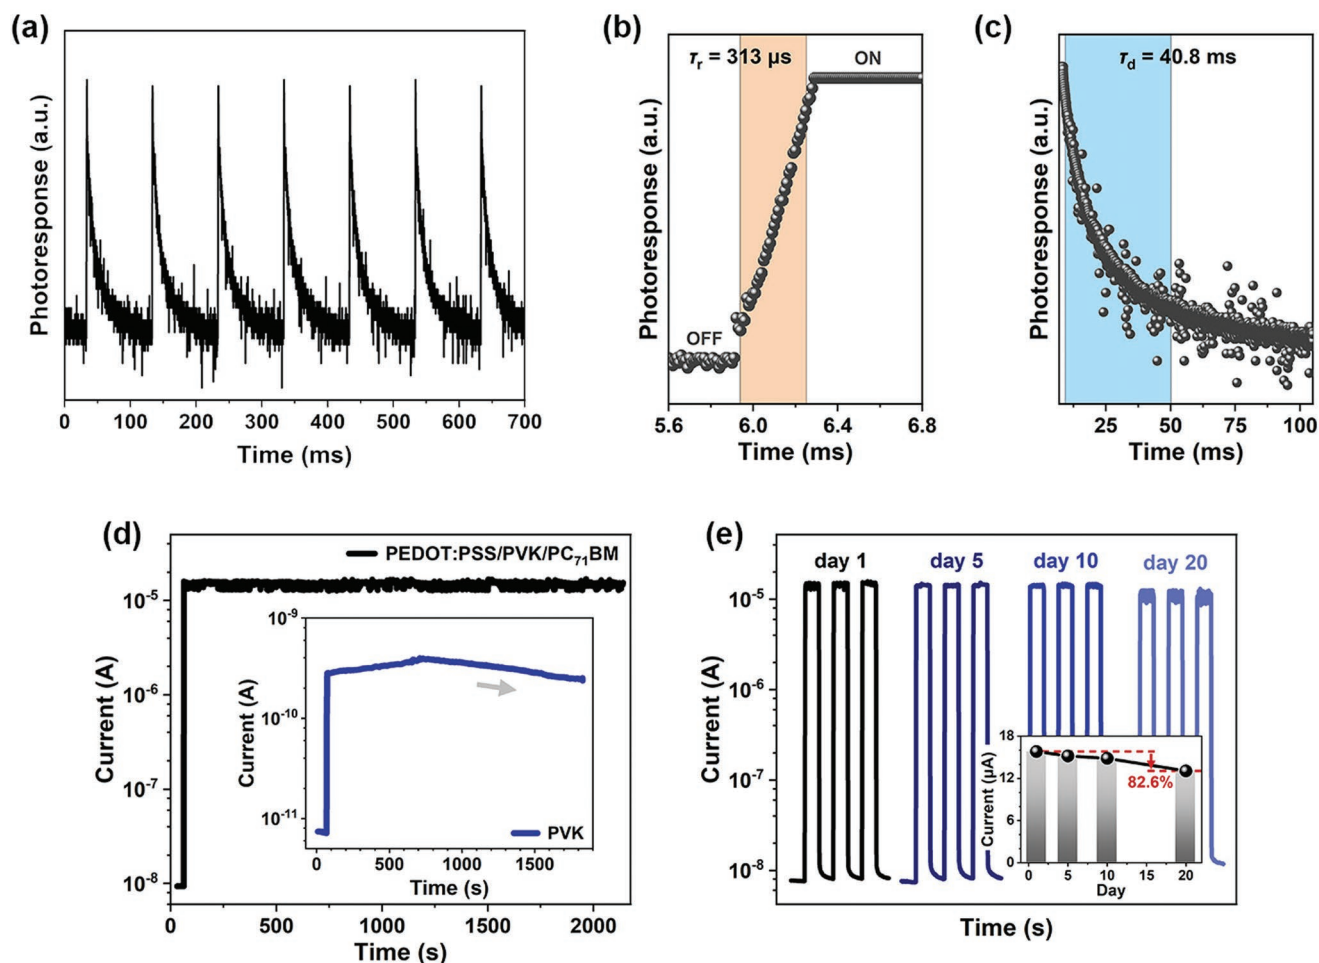 (a)
Photoresponse (a.u.)
0 100 200 300 400 500 600 700
Time (ms)
(b)
τr = 313 µs
ON
OFF
Photoresponse (a.u.)
5.6 6.0 6.4 6.8
Time (ms)
(c)
τd = 40.8 ms
Photoresponse (a.u.)
25 50 75 100
Time (ms)
(d)
PEDOT:PSS/PVK/PC71BM
Current (A)
10-5
10-6
10-7
10-8
0 500 1000 1500 2000
Time (s)
Current (A)
10-9
10-10
10-11
PVK
0 500 1000 1500
Time (s)
(e)
day 1 day 5 day 10 day 20
Current (A)
10-5
10-6
10-7
10-8
Time (s)
Current (µA)
18
12
6
0
82.6%
0 5 10 15 20
Day